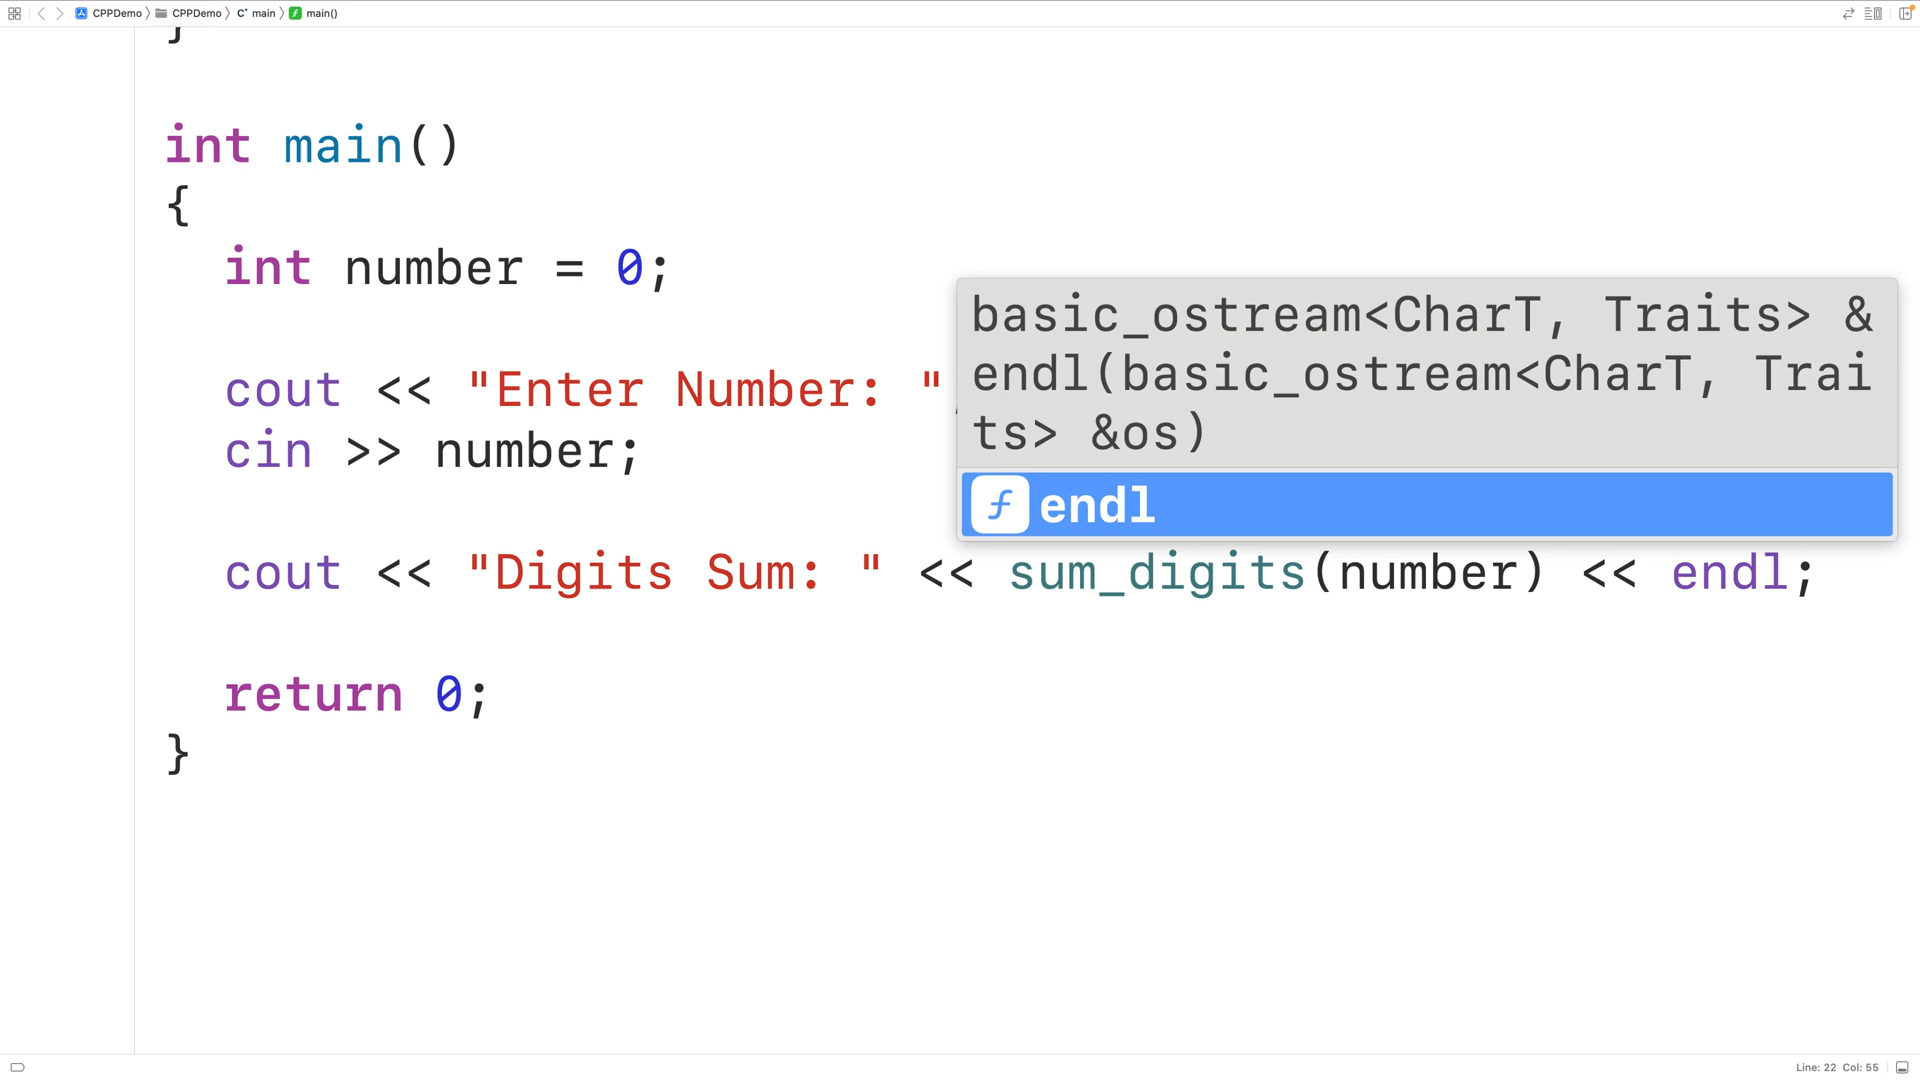 CPPDemo 〉 CPPDemo 〉 C⁺ main 〉 f main()
}
int main()
{
int number = 0;
cout << "Enter Number: ";
cin >> number;
basic_ostream<CharT, Traits> &
endl(basic_ostream<CharT, Trai
ts> &os)
f endl
cout << "Digits Sum: " << sum_digits(number) << endl;
return 0;
}
Line: 22 Col: 55